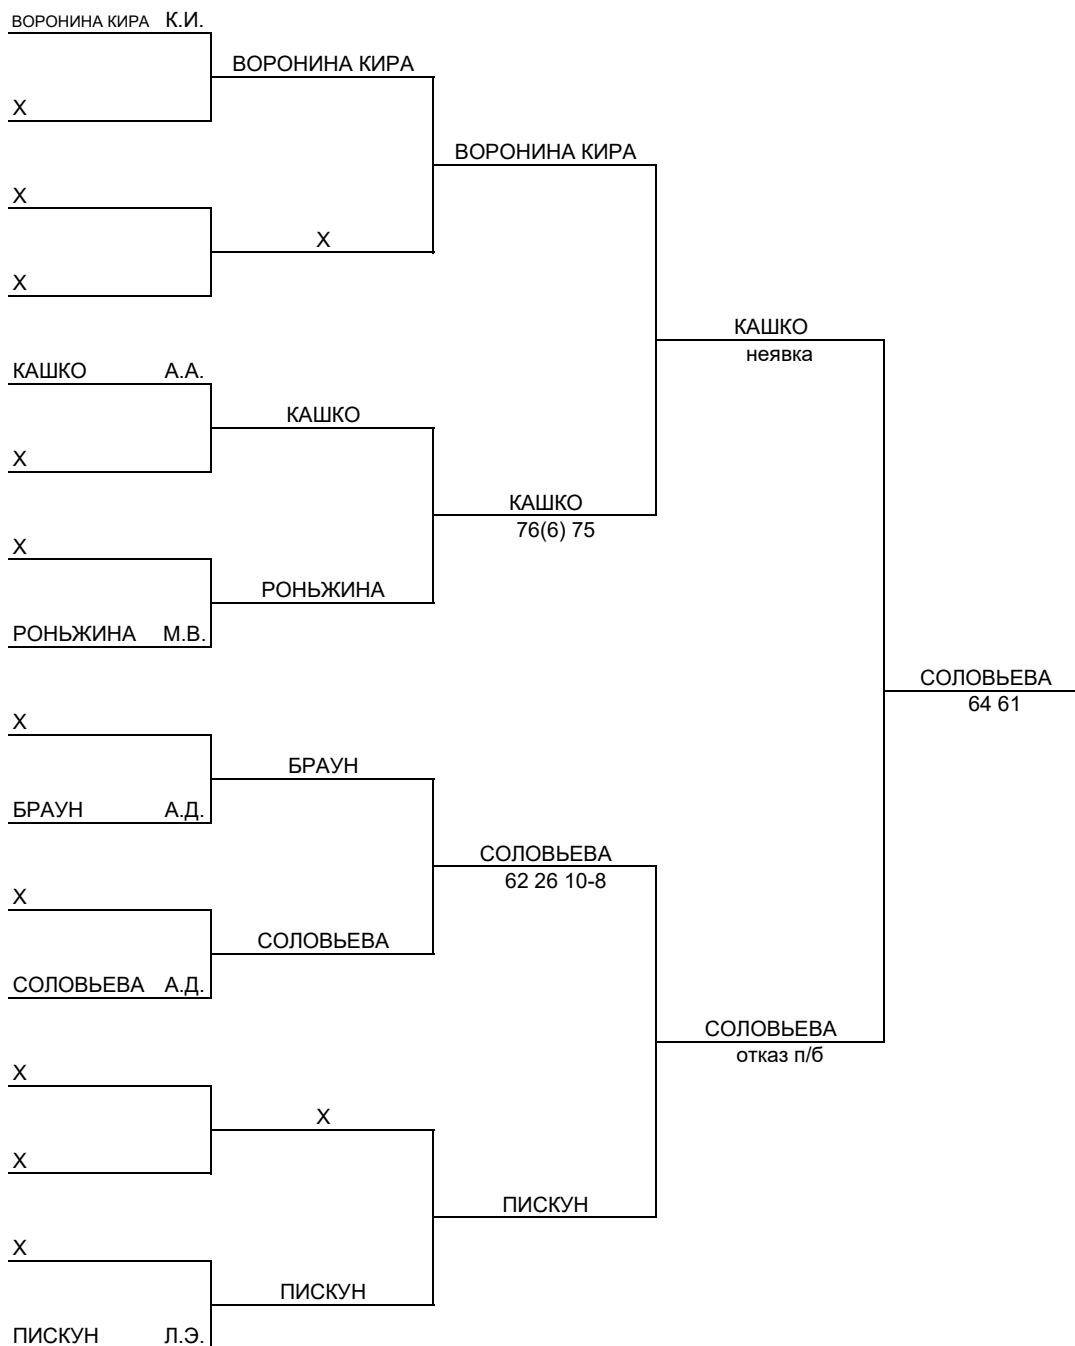 ВОРОНИНА КИРА К.И.
ВОРОНИНА КИРА
Х
ВОРОНИНА КИРА
Х
Х
Х
КАШКО
неявка
КАШКО А.А.
КАШКО
Х
КАШКО
76(6) 75
Х
РОНЬЖИНА
РОНЬЖИНА М.В.
СОЛОВЬЕВА
64 61
Х
БРАУН
БРАУН А.Д.
СОЛОВЬЕВА
62 26 10-8
Х
СОЛОВЬЕВА
СОЛОВЬЕВА А.Д.
СОЛОВЬЕВА
отказ п/б
Х
Х
Х
ПИСКУН
Х
ПИСКУН
ПИСКУН Л.Э.